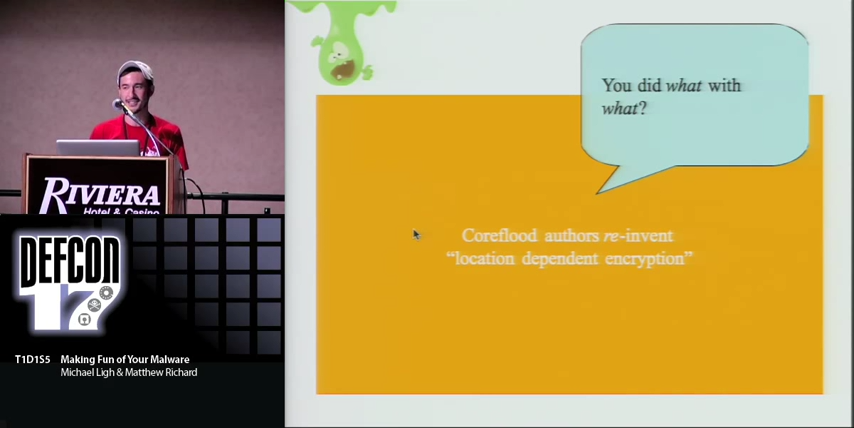 You did what with
what?
Coreflood authors re-invent
"location dependent encryption"
RIVIERA
Hotel & Casino
DEFCON
17
T1D1S5 Making Fun of Your Malware
Michael Ligh & Matthew Richard